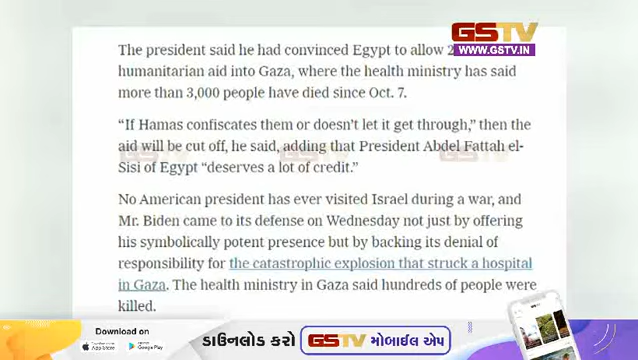 GSTV
WWW.GSTV.IN
The president said he had convinced Egypt to allow 2
humanitarian aid into Gaza, where the health ministry has said
more than 3,000 people have died since Oct. 7.
“If Hamas confiscates them or doesn’t let it get through,” then the
aid will be cut off, he said, adding that President Abdel Fattah el-
Sisi of Egypt “deserves a lot of credit.”
No American president has ever visited Israel during a war, and
Mr. Biden came to its defense on Wednesday not just by offering
his symbolically potent presence but by backing its denial of
responsibility for the catastrophic explosion that struck a hospital
in Gaza. The health ministry in Gaza said hundreds of people were
killed.
Download on
App Store Google Play
ડાઉનલોડ કરો GSTV મોબાઈલ એપ